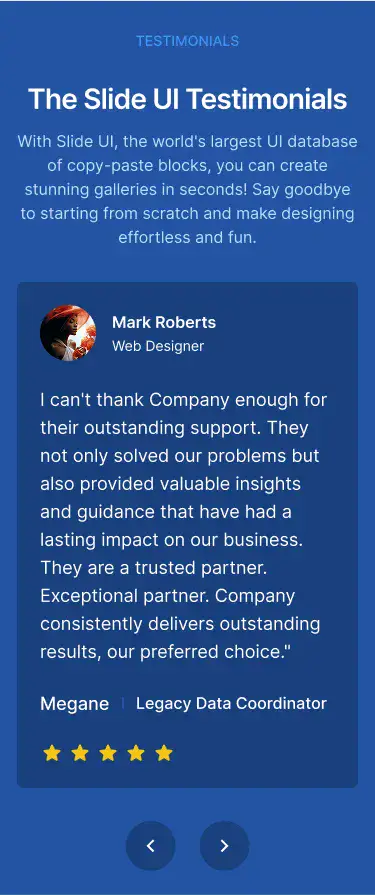 TESTIMONIALS
The Slide UI Testimonials
With Slide UI, the world's largest UI database
of copy-paste blocks, you can create
stunning galleries in seconds! Say goodbye
to starting from scratch and make designing
effortless and fun.
Mark Roberts
Web Designer
I can't thank Company enough for
their outstanding support. They
not only solved our problems but
also provided valuable insights
and guidance that have had a
lasting impact on our business.
They are a trusted partner.
Exceptional partner. Company
consistently delivers outstanding
results, our preferred choice."
Megane | Legacy Data Coordinator